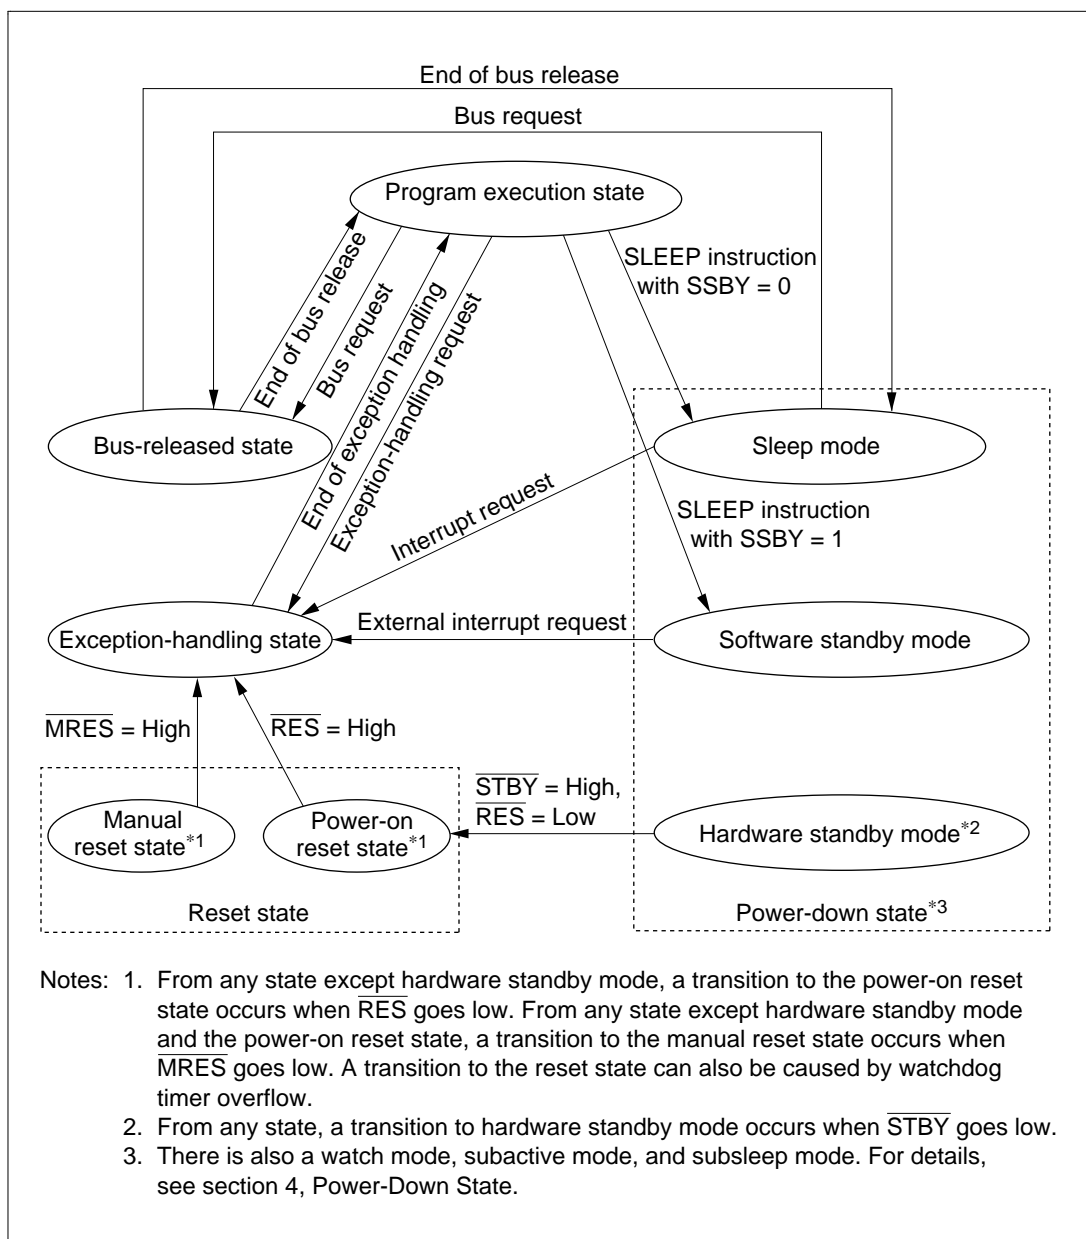 End of bus release
Bus request
Program execution state
End of bus release
Bus request
End of exception handling
Exception-handling request
SLEEP instruction
with SSBY = 0
Bus-released state
Sleep mode
Interrupt request
SLEEP instruction
with SSBY = 1
Exception-handling state
External interrupt request
Software standby mode
M̅R̅E̅S̅ = High
R̅E̅S̅ = High
S̅T̅B̅Y̅ = High,
R̅E̅S̅ = Low
Manual
reset state*1
Power-on
reset state*1
Hardware standby mode*2
Reset state
Power-down state*3
Notes: 1. From any state except hardware standby mode, a transition to the power-on reset
state occurs when R̅E̅S̅ goes low. From any state except hardware standby mode
and the power-on reset state, a transition to the manual reset state occurs when
M̅R̅E̅S̅ goes low. A transition to the reset state can also be caused by watchdog
timer overflow.
2. From any state, a transition to hardware standby mode occurs when S̅T̅B̅Y̅ goes low.
3. There is also a watch mode, subactive mode, and subsleep mode. For details,
see section 4, Power-Down State.